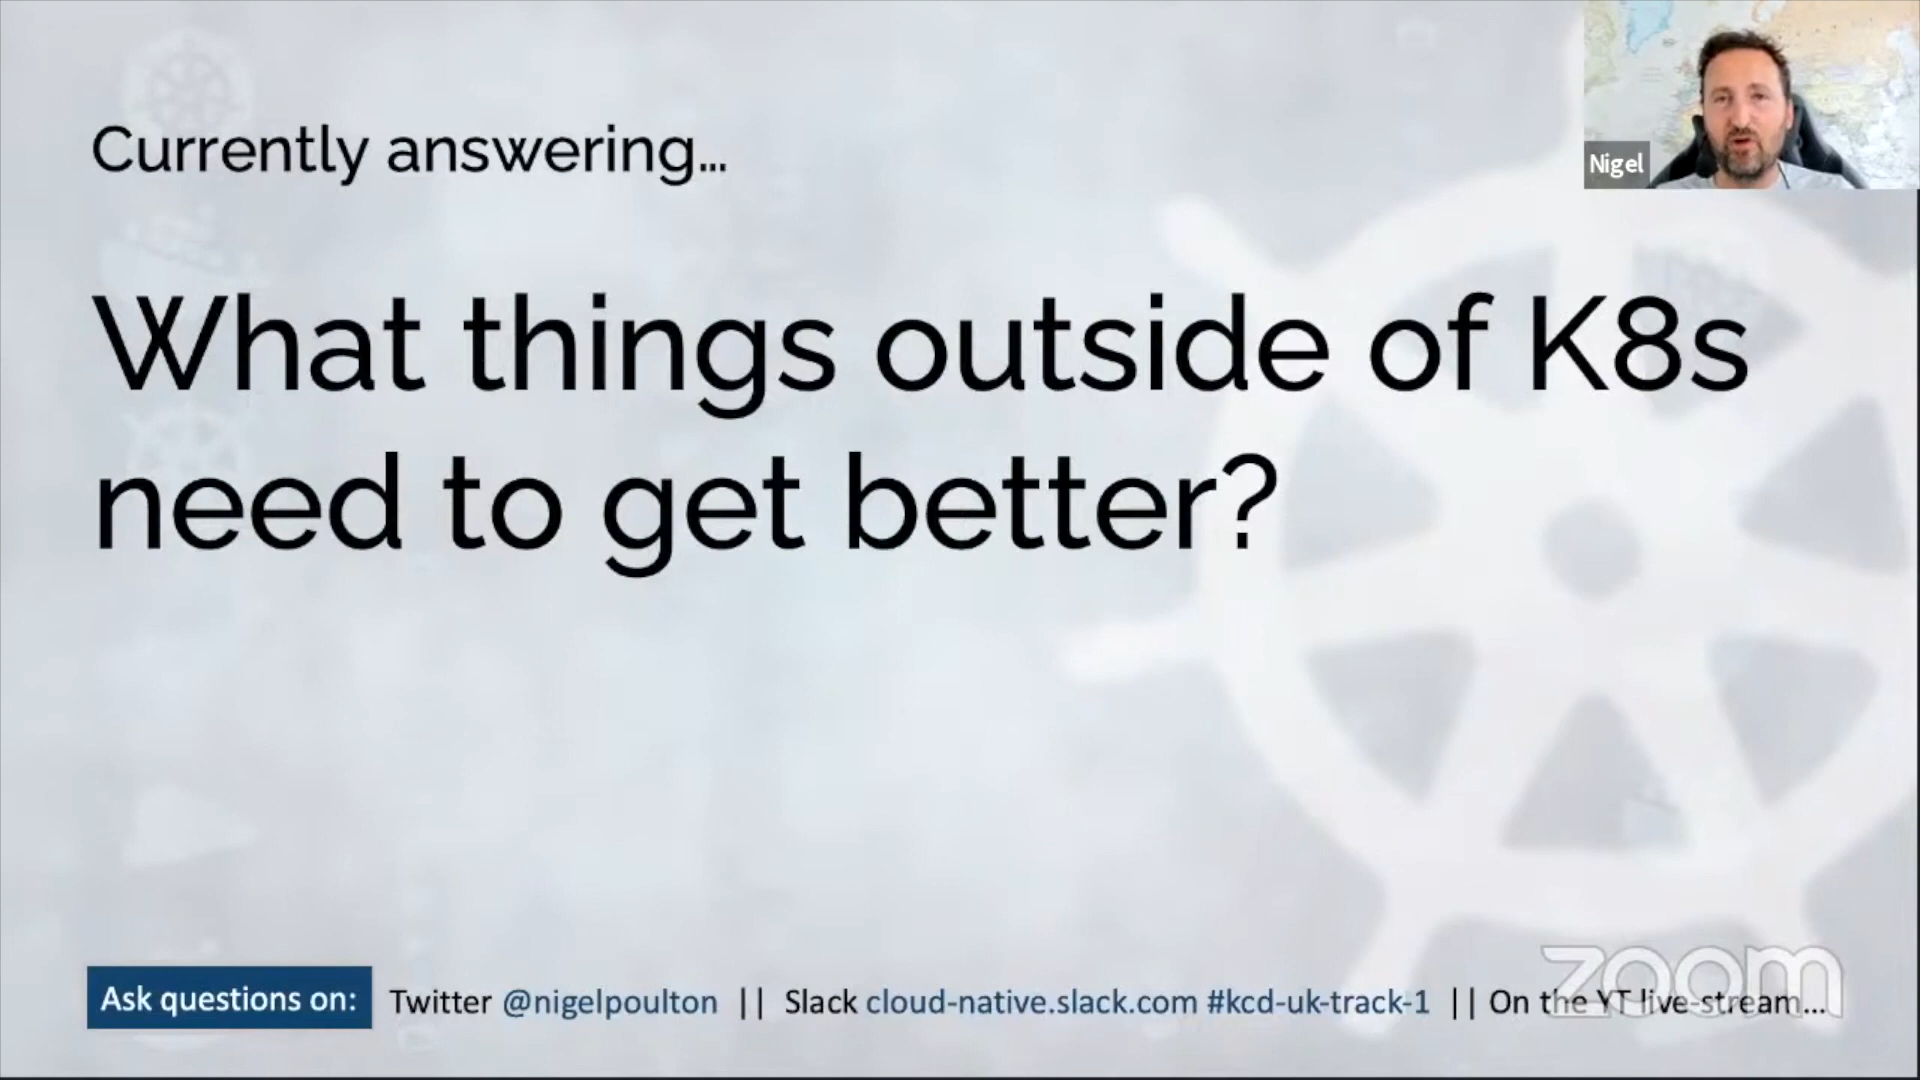 Currently answering...
Nigel
What things outside of K8s
need to get better?
Ask questions on: Twitter @nigelpoulton || Slack cloud-native.slack.com #kcd-uk-track-1 || On the YT live-stream...
zoom